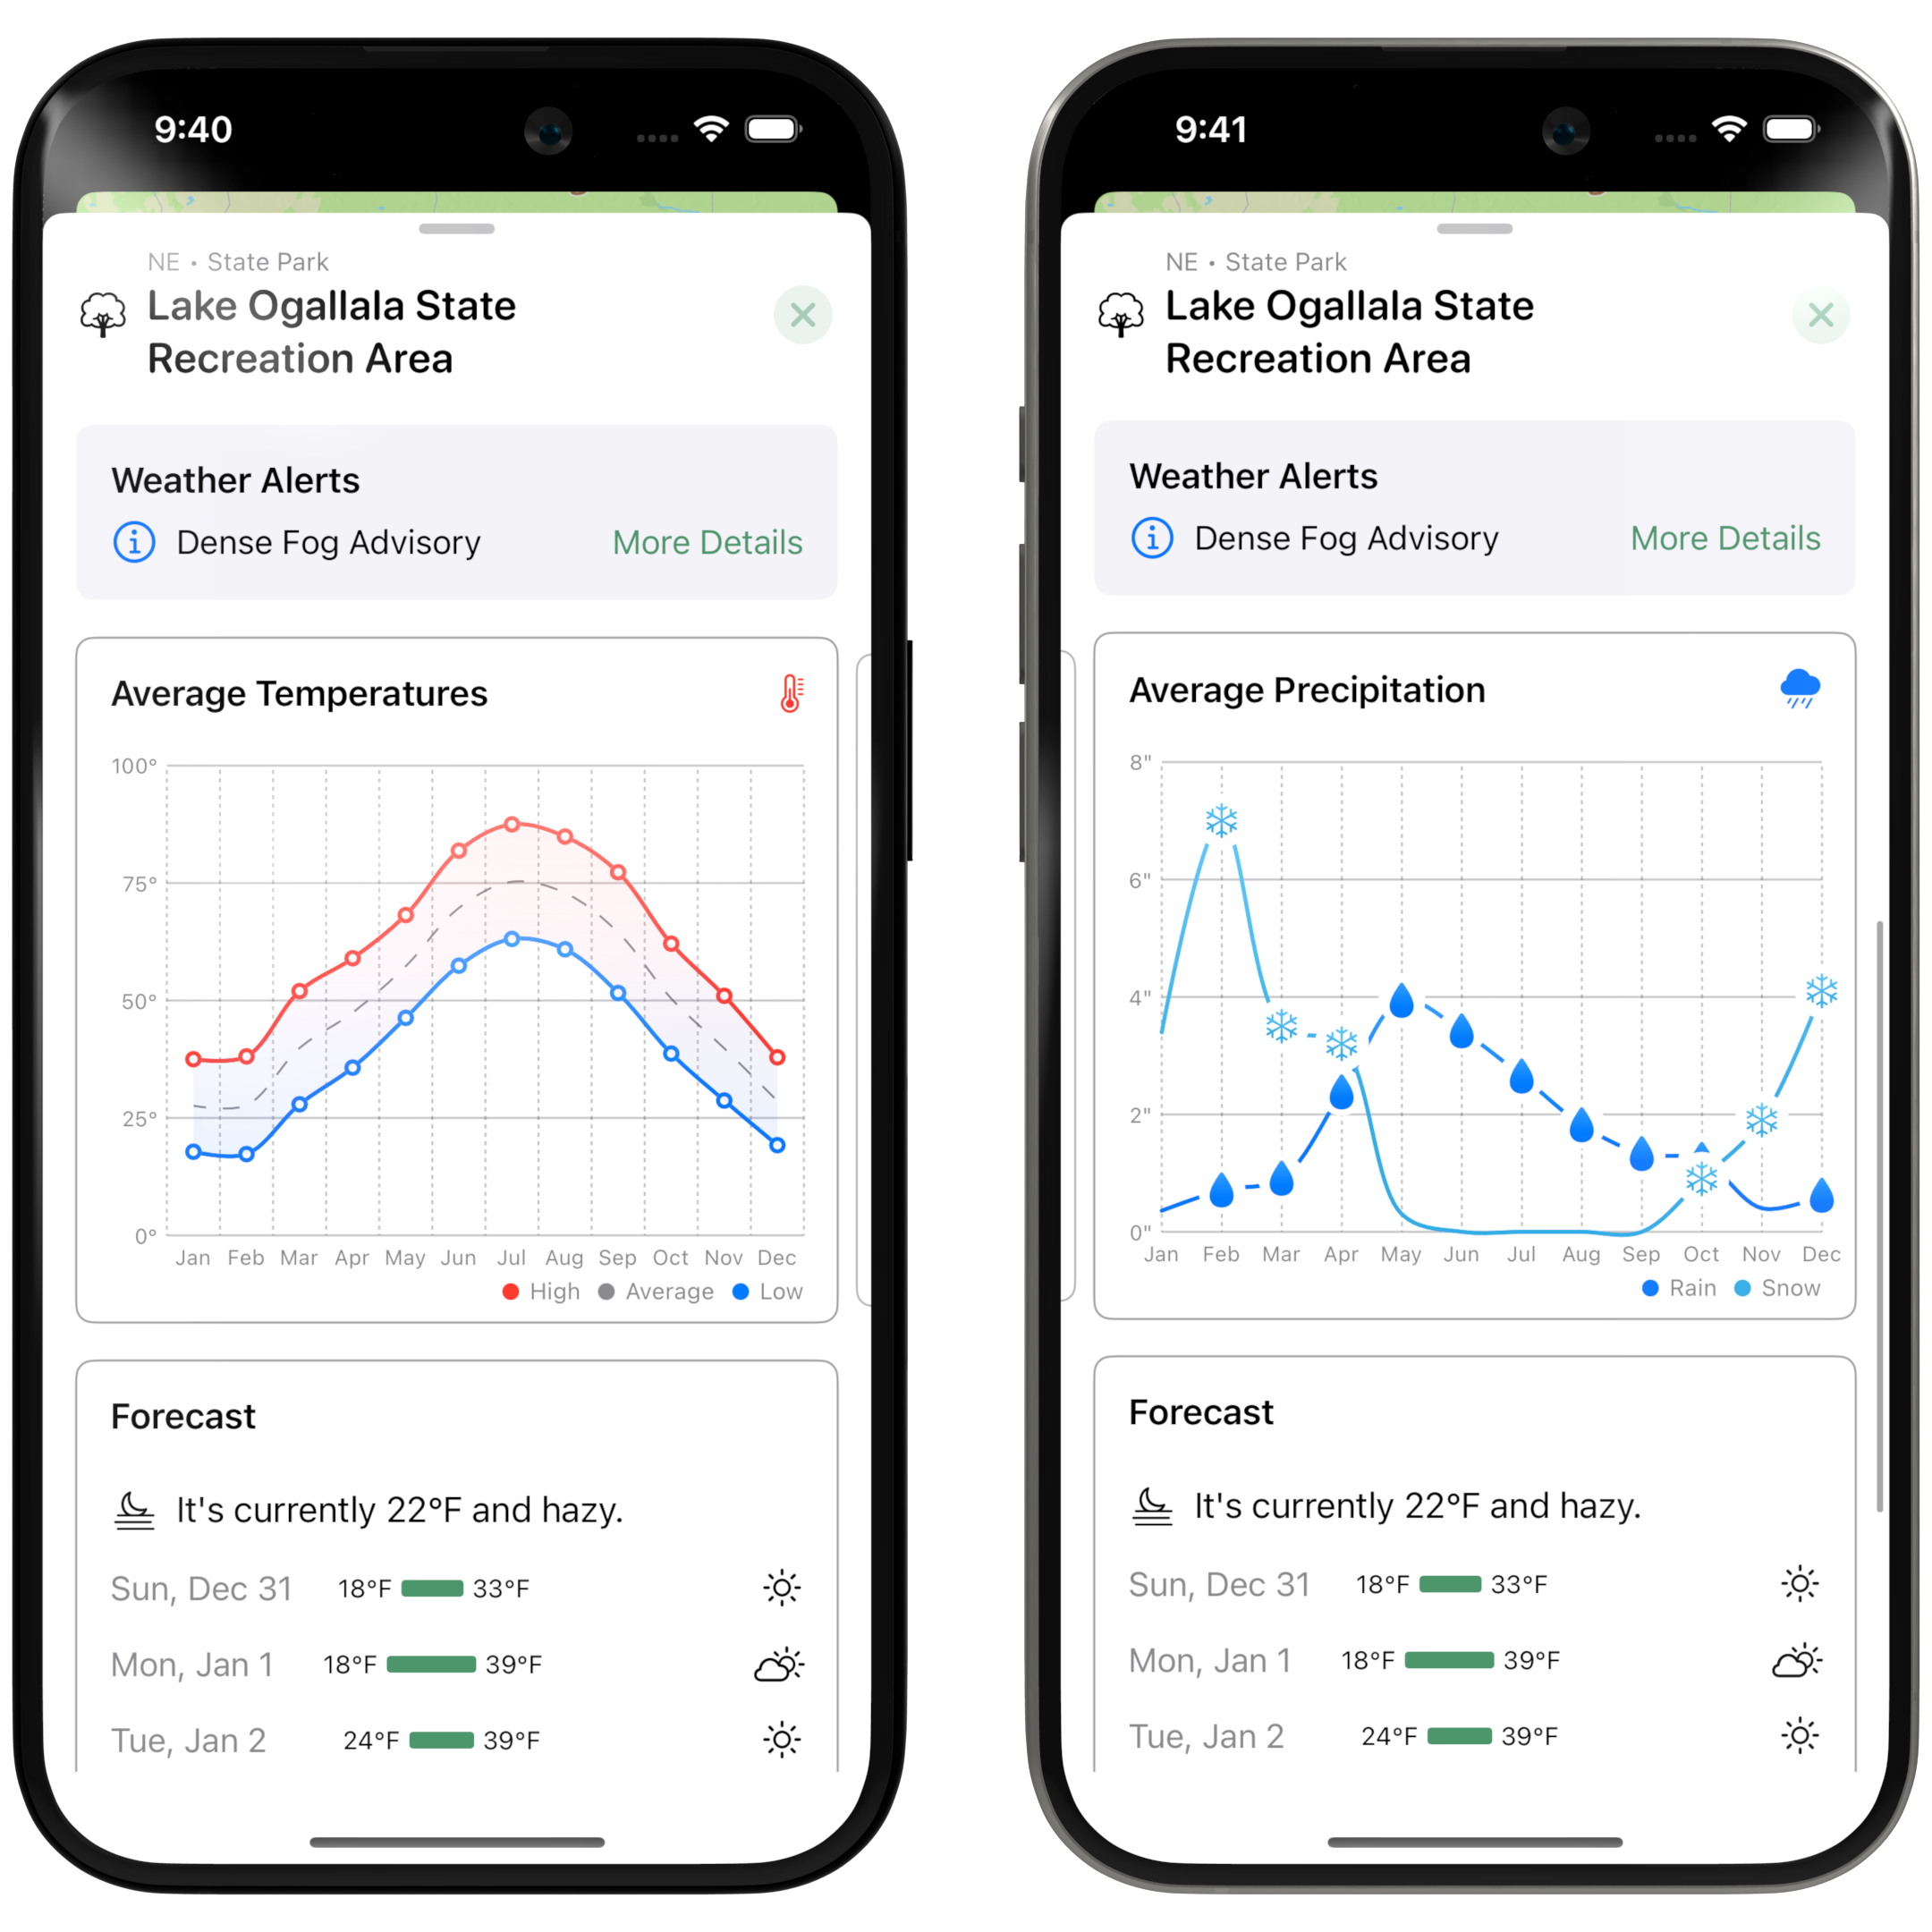 9:40
NE • State Park
Lake Ogallala State
Recreation Area
Weather Alerts
Dense Fog Advisory More Details
Average Temperatures
100°
75°
50°
25°
0°
Jan Feb Mar Apr May Jun Jul Aug Sep Oct Nov Dec
High Average Low
Forecast
It's currently 22°F and hazy.
Sun, Dec 31 18°F 33°F
Mon, Jan 1 18°F 39°F
Tue, Jan 2 24°F 39°F
9:41
NE • State Park
Lake Ogallala State
Recreation Area
Weather Alerts
Dense Fog Advisory More Details
Average Precipitation
8"
6"
4"
2"
0"
Jan Feb Mar Apr May Jun Jul Aug Sep Oct Nov Dec
Rain Snow
Forecast
It's currently 22°F and hazy.
Sun, Dec 31 18°F 33°F
Mon, Jan 1 18°F 39°F
Tue, Jan 2 24°F 39°F